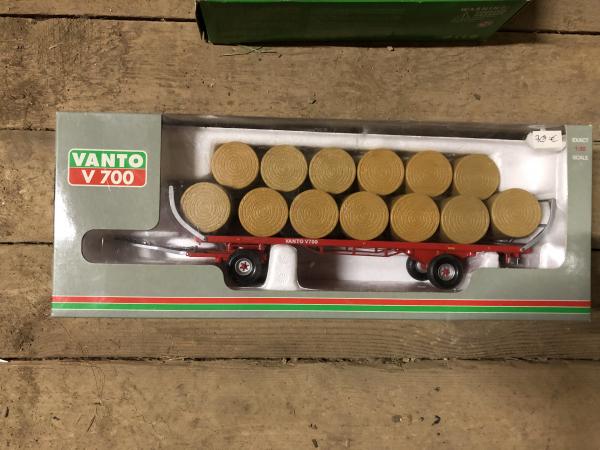 WARNING
VANTO
V 700
EXACT
1:32
SCALE
VANTO V700